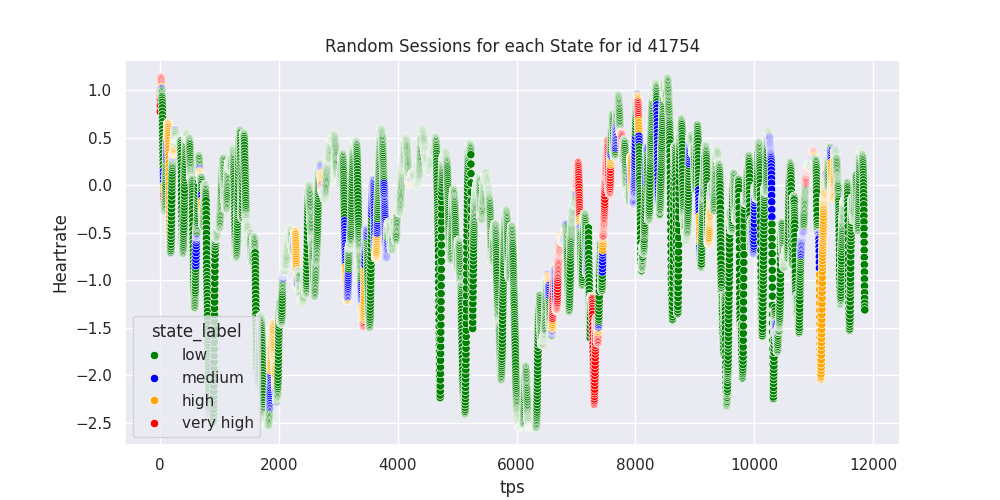 Random Sessions for each State for id 41754
Heartrate
1.0
0.5
0.0
−0.5
−1.0
−1.5
−2.0
−2.5
state_label
low
medium
high
very high
0 2000 4000 6000 8000 10000 12000
tps